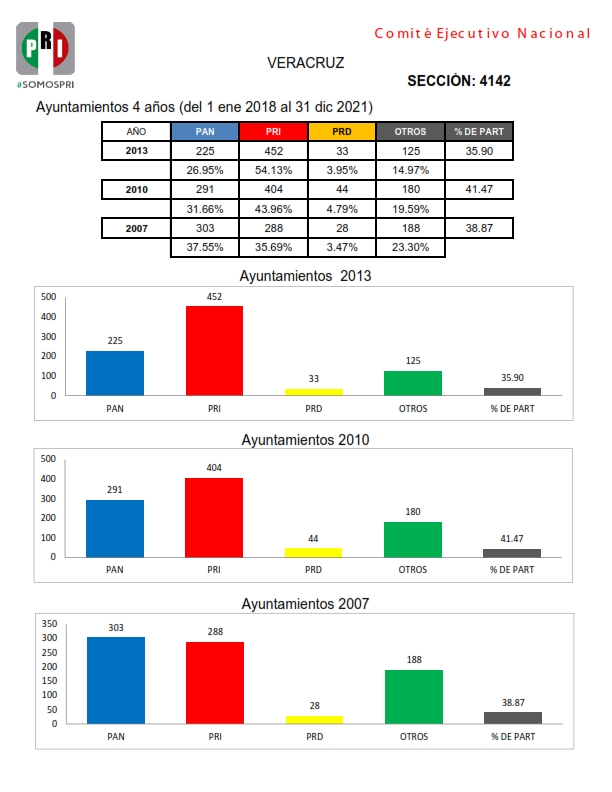 PRI
#SOMOSPRI
Comité Ejecutivo Nacional
VERACRUZ
SECCIÓN: 4142
Ayuntamientos 4 años (del 1 ene 2018 al 31 dic 2021)
AÑO PAN PRI PRD OTROS % DE PART
2013 225 452 33 125 35.90
26.95% 54.13% 3.95% 14.97%
2010 291 404 44 180 41.47
31.66% 43.96% 4.79% 19.59%
2007 303 288 28 188 38.87
37.55% 35.69% 3.47% 23.30%
Ayuntamientos 2013
500
400
300
200
100
0
225 452 33 125 35.90
PAN PRI PRD OTROS % DE PART
Ayuntamientos 2010
500
400
300
200
100
0
291 404 44 180 41.47
PAN PRI PRD OTROS % DE PART
Ayuntamientos 2007
350
300
250
200
150
100
50
0
303 288 28 188 38.87
PAN PRI PRD OTROS % DE PART